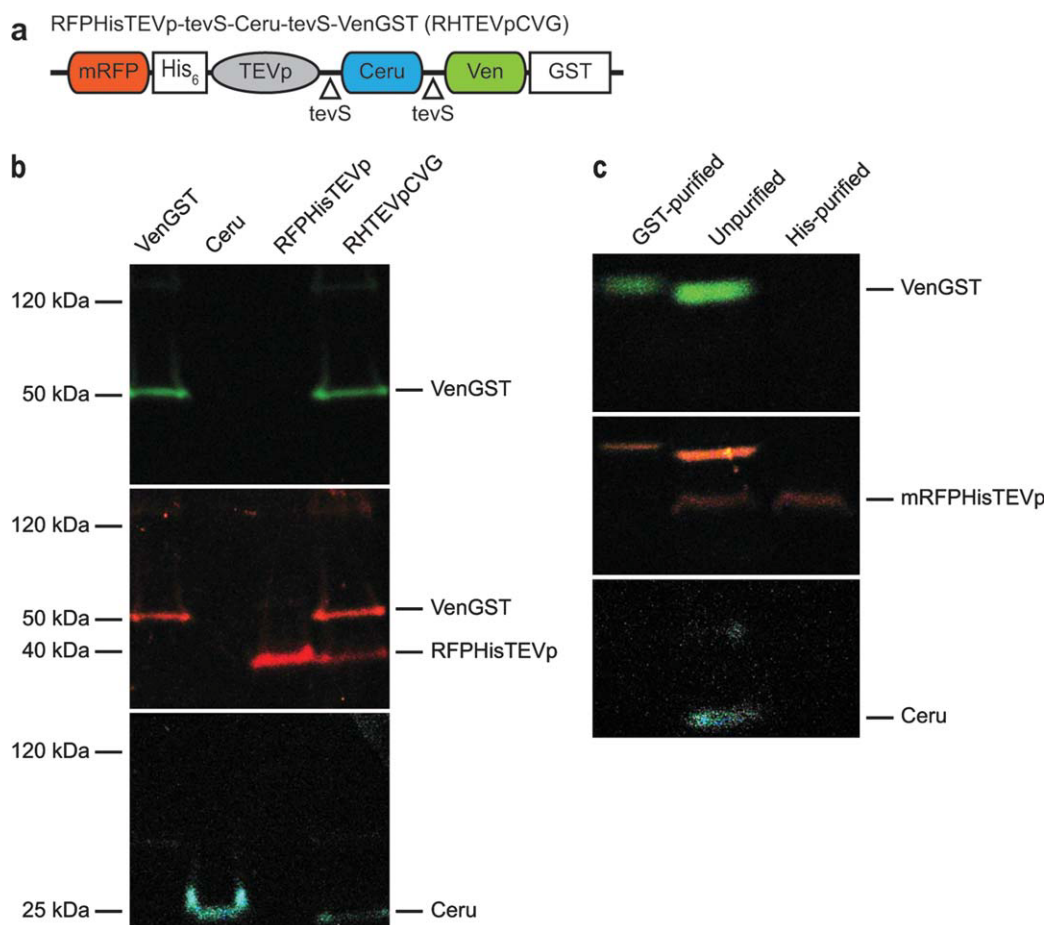 a RFPHisTEVp-tevS-Ceru-tevS-VenGST (RHTEVpCVG)
mRFP His6 TEVp Ceru Ven GST
tevS tevS
b
VenGST Ceru RFPHisTEVp RHTEVpCVG
120 kDa
50 kDa VenGST
120 kDa
50 kDa VenGST
40 kDa RFPHisTEVp
120 kDa
25 kDa Ceru
c
GST-purified Unpurified His-purified
VenGST
mRFPHisTEVp
Ceru